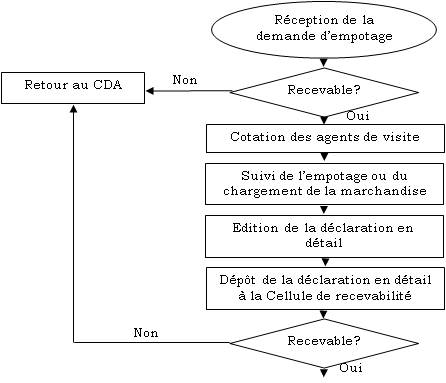 Réception de la
demande d'empotage
Non
Retour au CDA
Recevable?
Oui
Cotation des agents de visite
Suivi de l'empotage ou du
chargement de la marchandise
Edition de la déclaration en
détail
Dépôt de la déclaration en détail
à la Cellule de recevabilité
Non
Recevable?
Oui